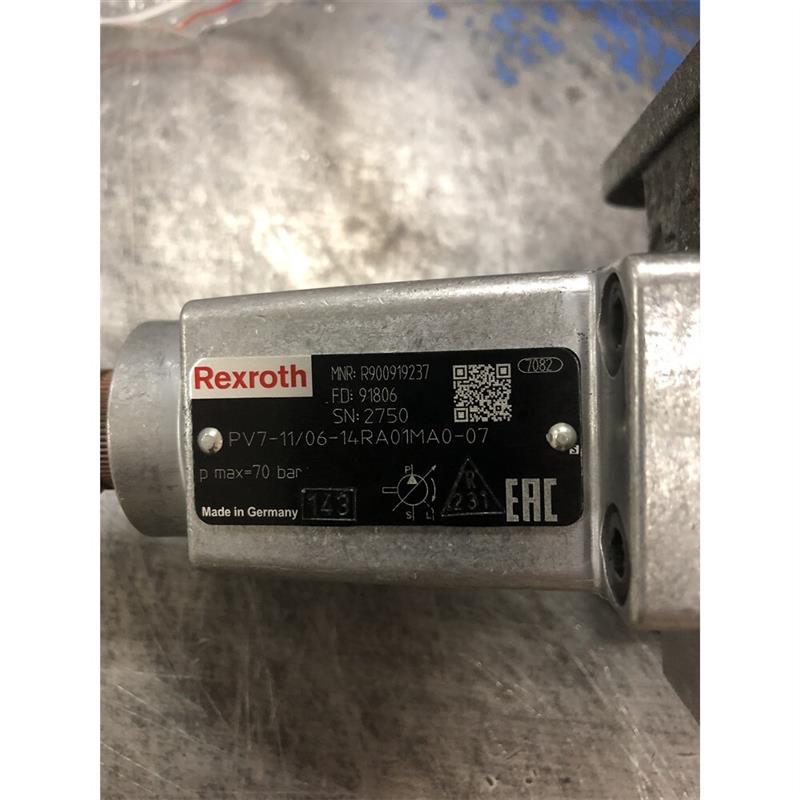 Rexroth
MNR: R900919237
7082
FD: 91806
SN: 2750
PV7-11/06-14RA01MA0-07
p max=70 bar
Made in Germany
143
P
S L
R
231
EAC